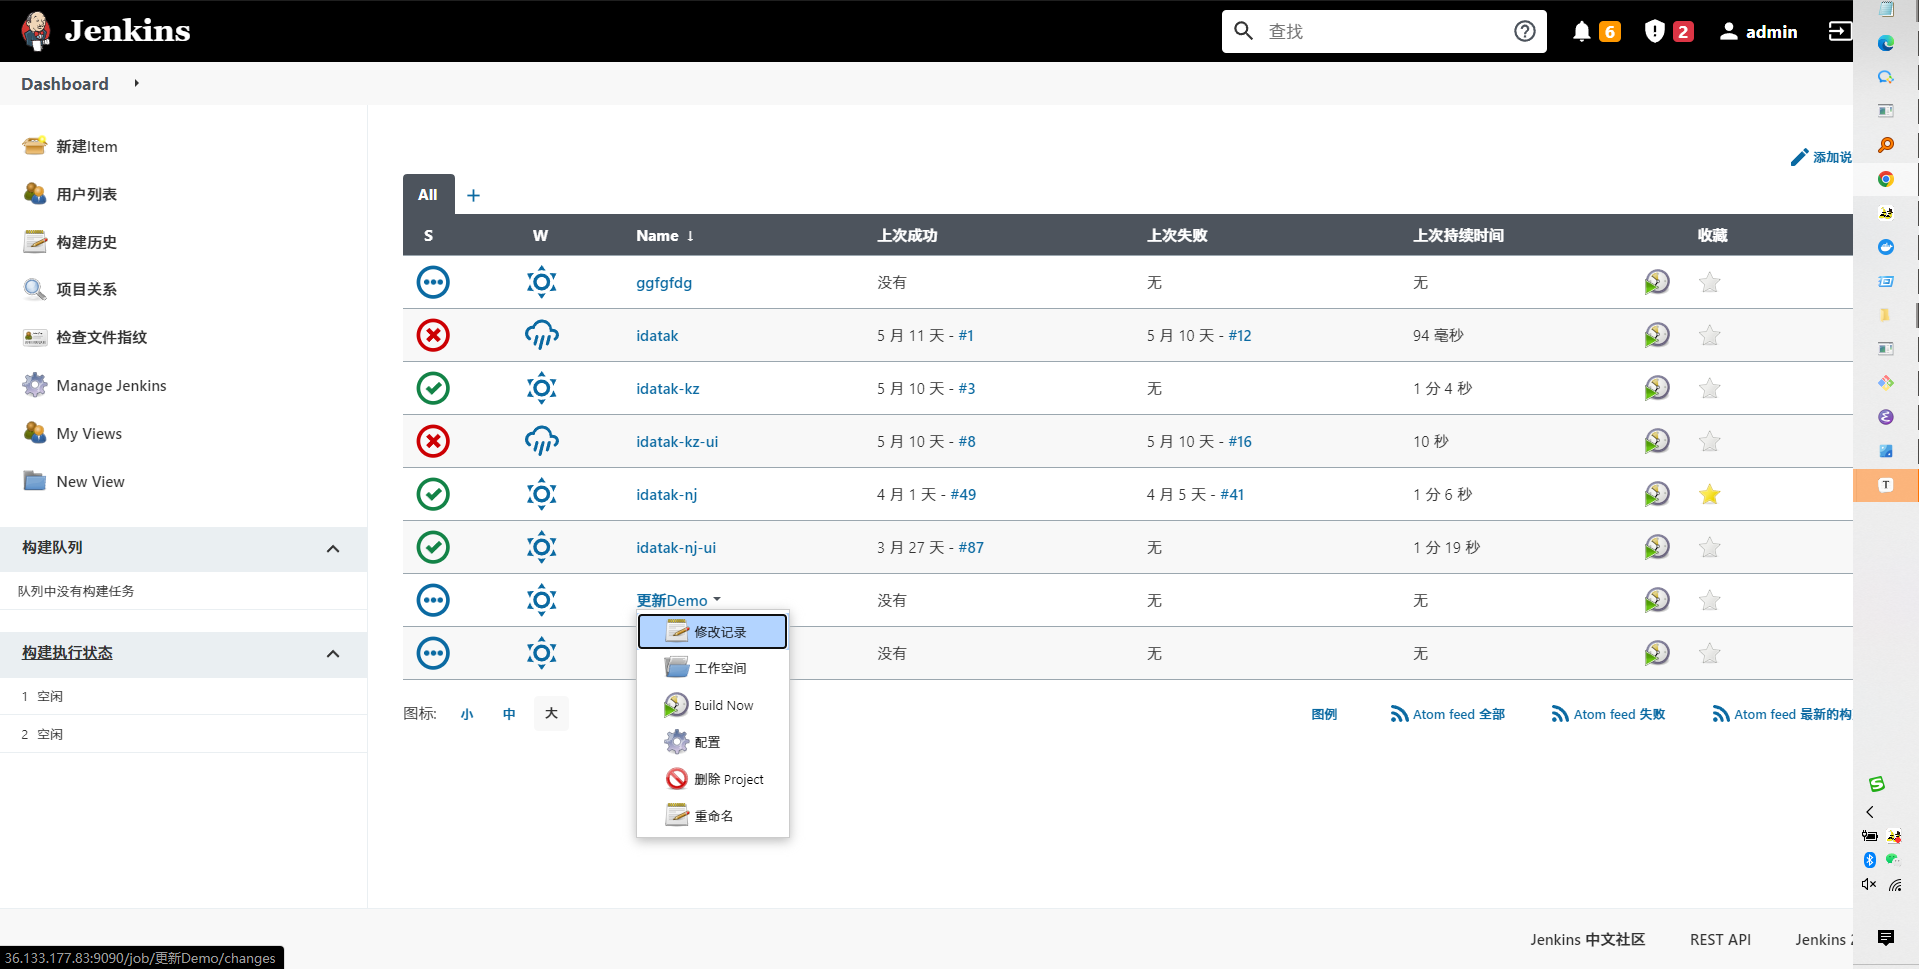 Jenkins
查找
6
2
admin
Dashboard
新建Item
用户列表
构建历史
项目关系
检查文件指纹
Manage Jenkins
My Views
New View
构建队列
队列中没有构建任务
构建执行状态
1 空闲
2 空闲
添加说
All +
S W Name ↓ 上次成功 上次失败 上次持续时间 收藏
ggfgfdg 没有 无 无
idatak 5 月 11 天 - #1 5 月 10 天 - #12 94 毫秒
idatak-kz 5 月 10 天 - #3 无 1 分 4 秒
idatak-kz-ui 5 月 10 天 - #8 5 月 10 天 - #16 10 秒
idatak-nj 4 月 1 天 - #49 4 月 5 天 - #41 1 分 6 秒
idatak-nj-ui 3 月 27 天 - #87 无 1 分 19 秒
更新Demo 没有 无 无
没有 无 无
修改记录
工作空间
Build Now
配置
删除 Project
重命名
图标: 小 中 大
图例 Atom feed 全部 Atom feed 失败 Atom feed 最新的构
Jenkins 中文社区 REST API Jenkins
36.133.177.83:9090/job/更新Demo/changes
T